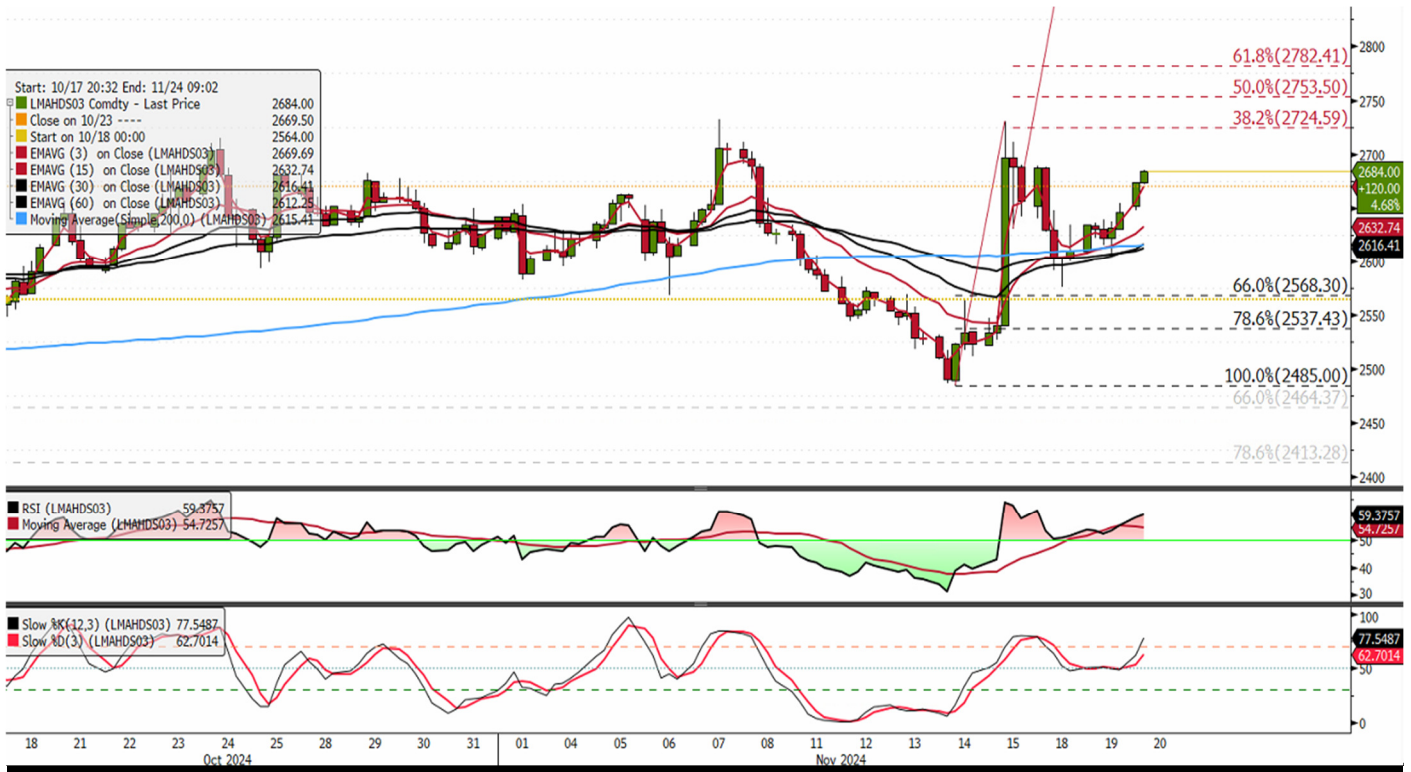 Start: 10/17 20:32 End: 11/24 09:02
LMAHDS03 Comdty - Last Price 2684.00
Close on 10/23 ---- 2669.50
Start on 10/18 00:00 2564.00
EMAVG (3) on Close (LMAHDS03) 2669.69
EMAVG (15) on Close (LMAHDS03) 2632.74
EMAVG (30) on Close (LMAHDS03) 2616.41
EMAVG (60) on Close (LMAHDS03) 2612.25
Moving Average(Simple,200,0) (LMAHDS03) 2615.41
61.8%(2782.41)
50.0%(2753.50)
38.2%(2724.59)
66.0%(2568.30)
78.6%(2537.43)
100.0%(2485.00)
66.0%(2464.37)
78.6%(2413.28)
2800
2750
2700
2684.00
+120.00
4.68%
2632.74
2616.41
2600
2550
2500
2450
2400
RSI (LMAHDS03) 59.3757
Moving Average (LMAHDS03) 54.7257
59.3757
54.7257
50
40
30
Slow %K(12,3) (LMAHDS03) 77.5487
Slow %D(3) (LMAHDS03) 62.7014
100
77.5487
62.7014
50
0
18 21 22 23 24 25 28 29 30 31 01 04 05 06 07 08 11 12 13 14 15 18 19 20
Oct 2024 Nov 2024